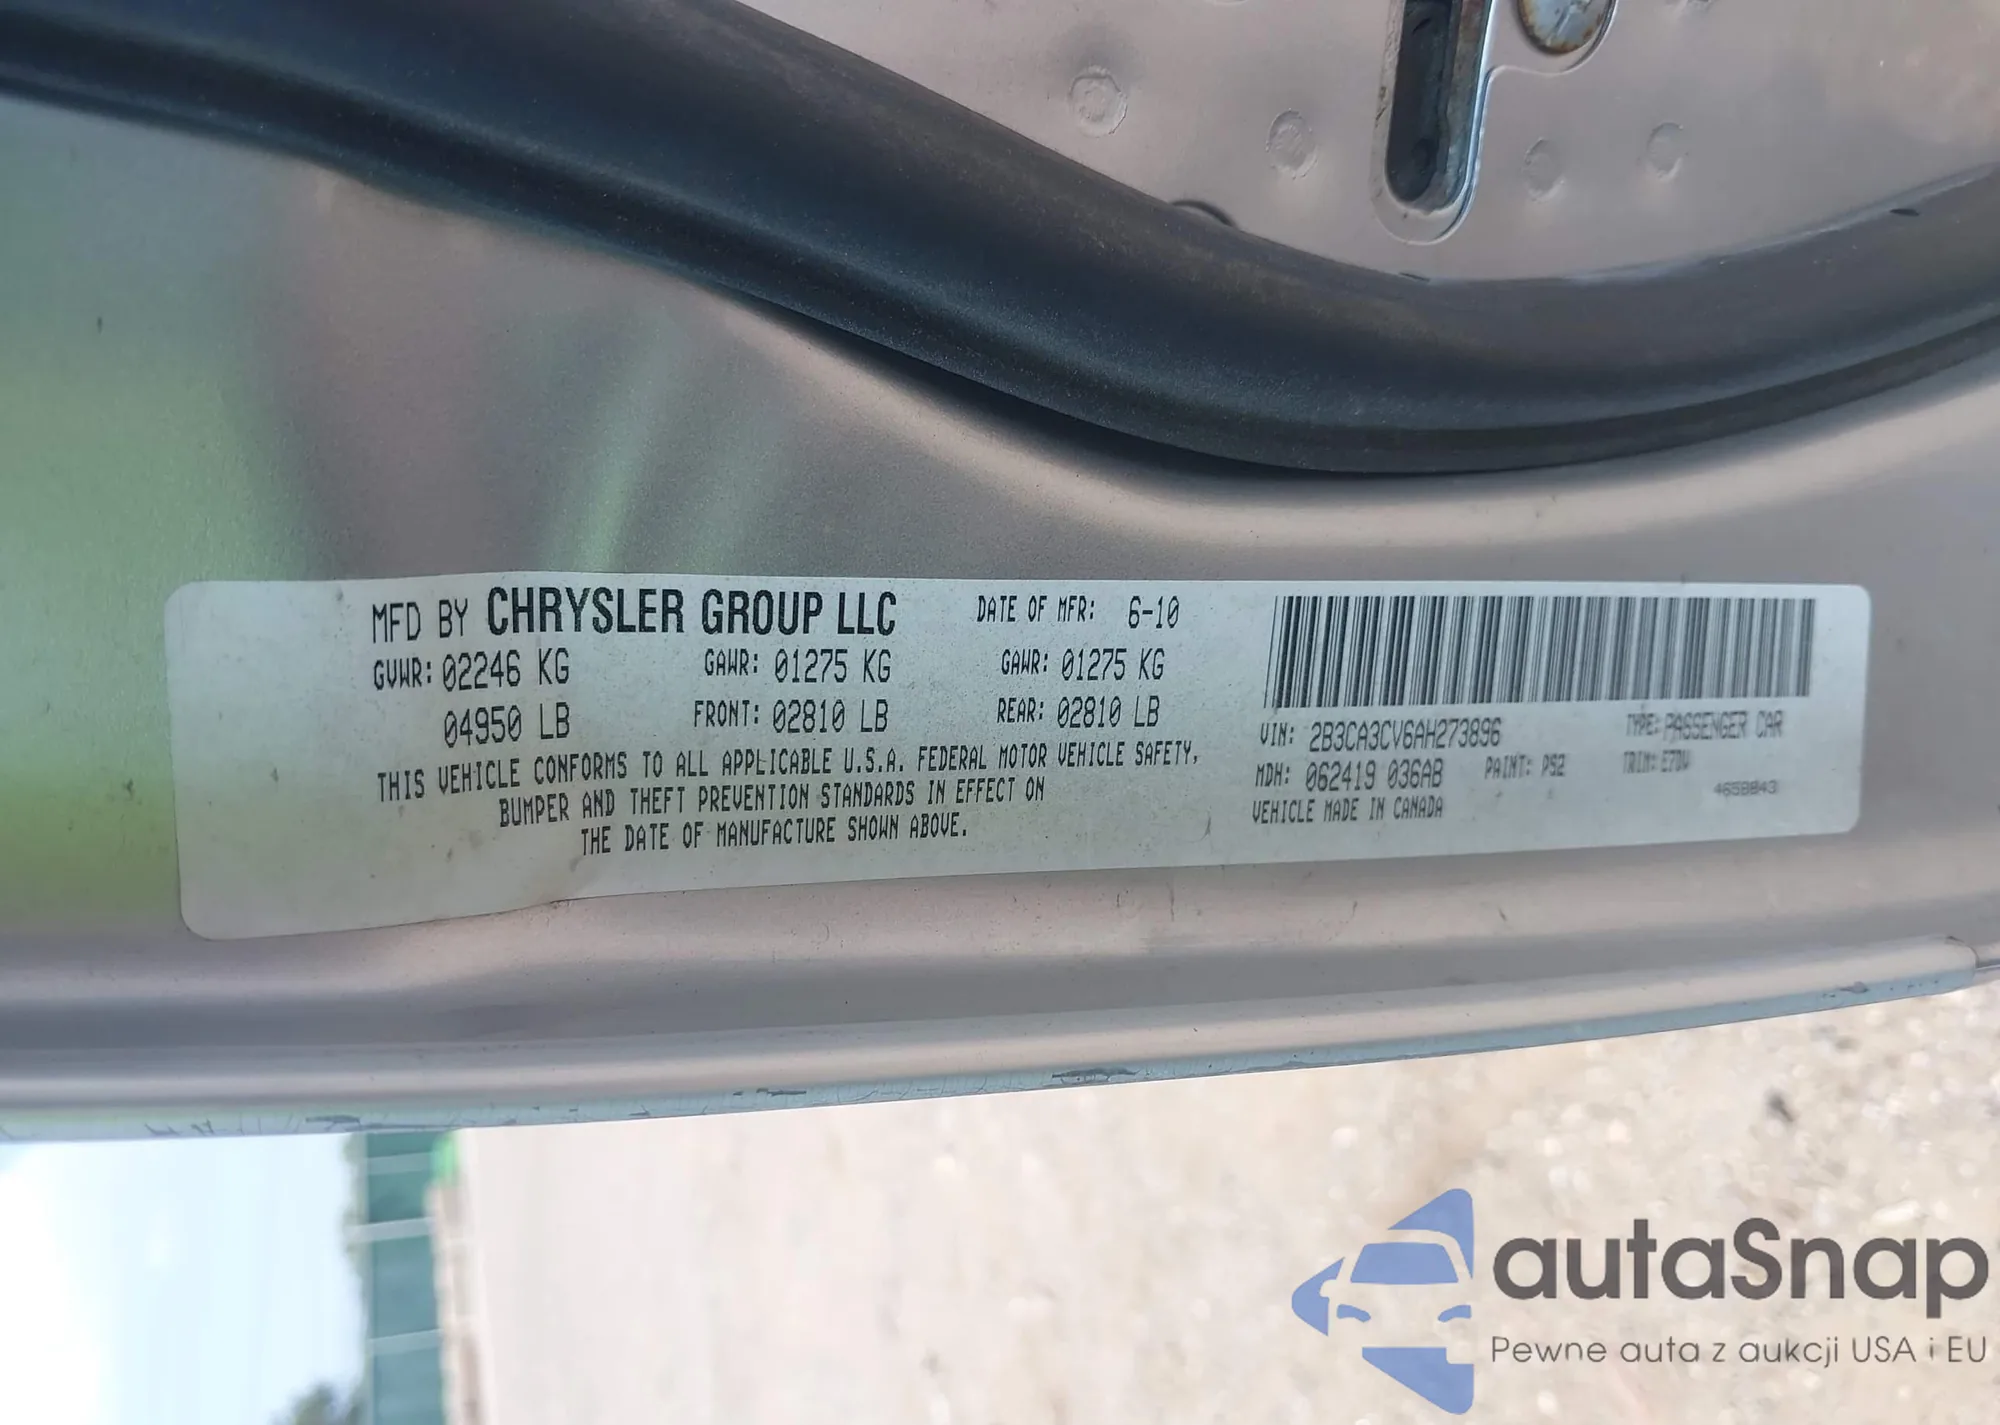 MFD BY CHRYSLER GROUP LLC DATE OF MFR: 6-10
GVWR: 02246 KG GAWR: 01275 KG GAWR: 01275 KG
04950 LB FRONT: 02810 LB REAR: 02810 LB
THIS VEHICLE CONFORMS TO ALL APPLICABLE U.S.A. FEDERAL MOTOR VEHICLE SAFETY,
BUMPER AND THEFT PREVENTION STANDARDS IN EFFECT ON
THE DATE OF MANUFACTURE SHOWN ABOVE.
VIN: 2B3CA3CV6AH273896 TYPE: PASSENGER CAR
MDH: 062419 036AB PAINT: PS2 TRIM:
VEHICLE MADE IN CANADA
autaSnap
Pewne auta z aukcji USA i EU